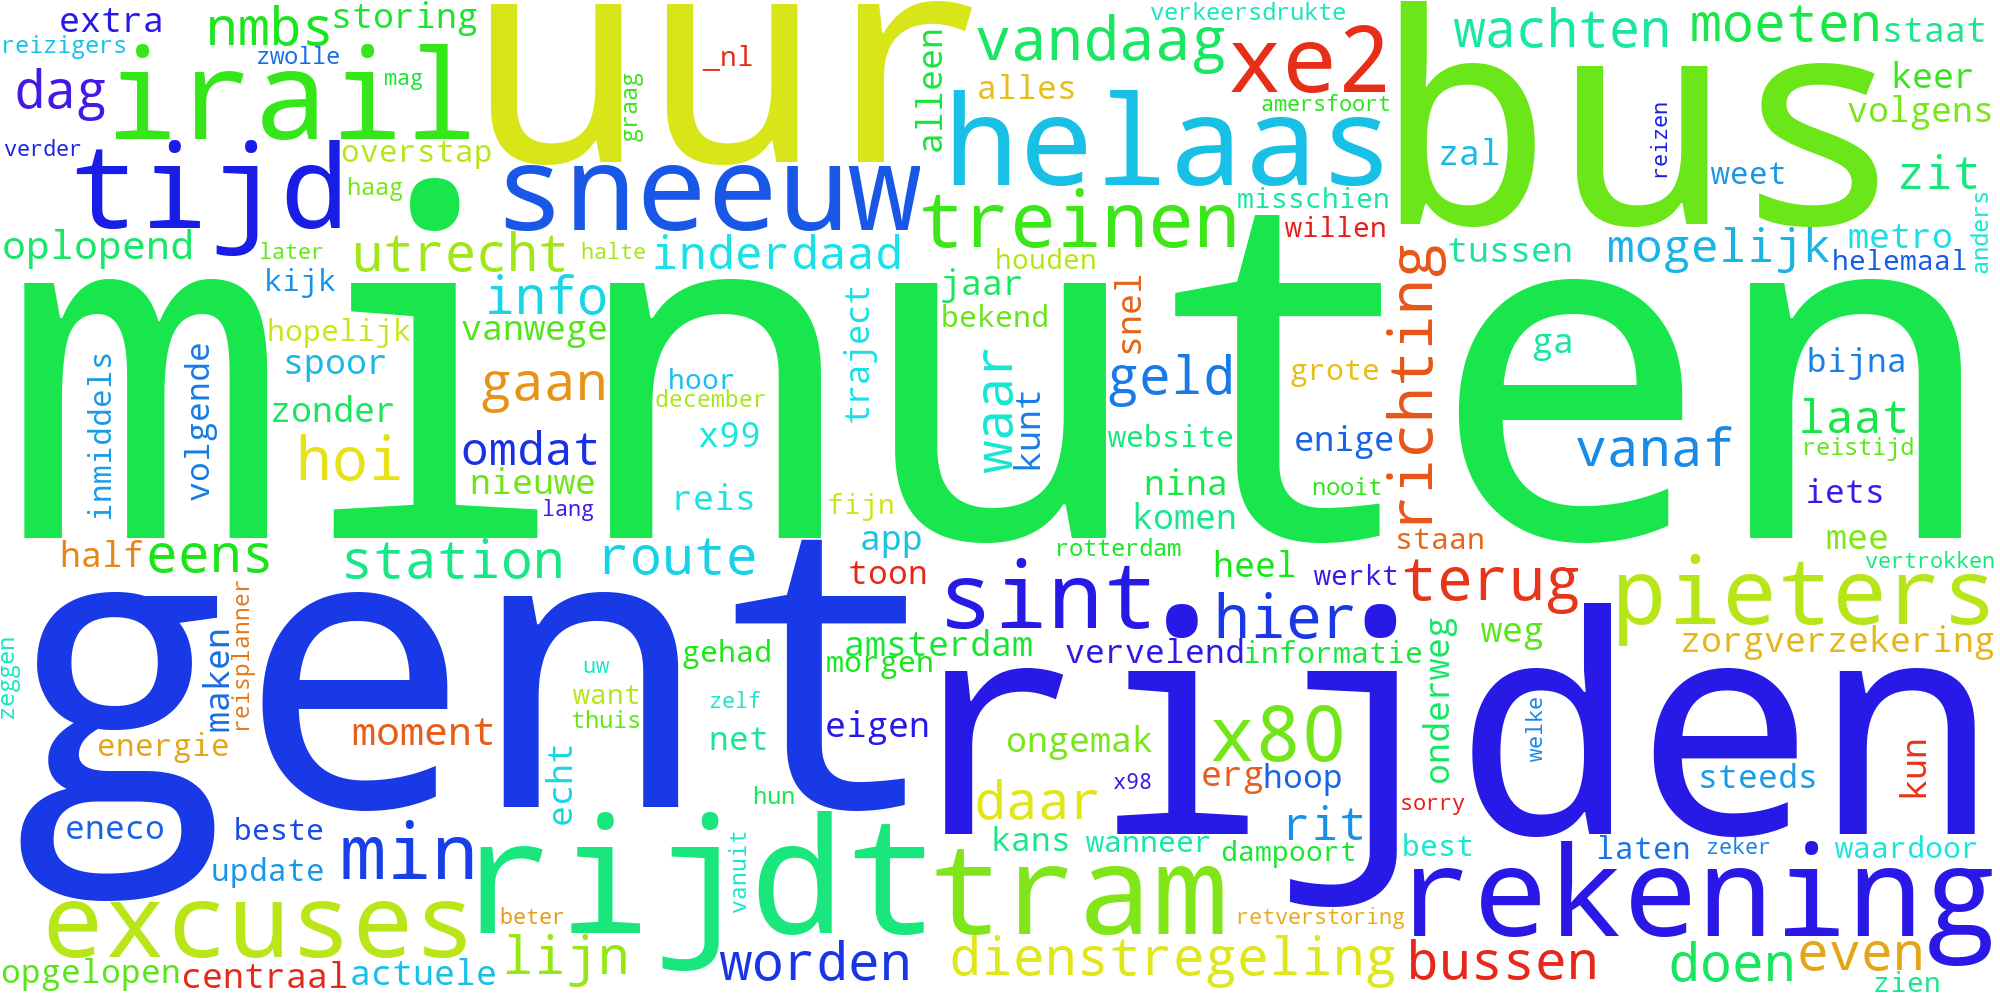 extra
nmbs
storing
uur
_nl
alleen
vandaag
verkeersdrukte
xe2
bus
wachten
moeten
staat
reizigers
zwolle
mag
graag
alles
amersfoort
keer
volgens
dag
irail
helaas
reizen
verder
tijd
overstap
haag
sneeuw
treinen
misschien
willen
zal
weet
zit
anders
oplopend
later
utrecht
halte
inderdaad
houden
richting
tussen
mogelijk
metro
helemaal
kijk
info
jaar
snel
minuten
hopelijk
vanwege
traject
bekend
ga
inmiddels
volgende
spoor
gaan
hoor
december
waar
kunt
geld
grote
bijna
zonder
x99
website
enige
vanaf
laat
reistijd
hoi
omdat
nieuwe
lang
reis
fijn
nina
nooit
iets
komen
half
eens
station
route
app
toon
rotterdam
heel
werkt
staan
mee
vertrokken
gent
sint
hier
terug
pieters
zeggen
maken
reisplanner
uw
gehad
amsterdam
morgen
vervelend
informatie
onderweg
weg
zorgverzekering
want
thuis
zelf
rijden
energie
moment
echt
net
eigen
ongemak
x80
welke
kun
hun
daar
x98
erg
hoop
steeds
eneco
beste
update
min
rijdt
vanuit
tram
kans
wanneer
dampoort
rit
sorry
best
laten
zeker
waardoor
excuses
beter
retverstoring
rekening
opgelopen
centraal
actuele
lijn
worden
dienstregeling
bussen
doen
even
zien